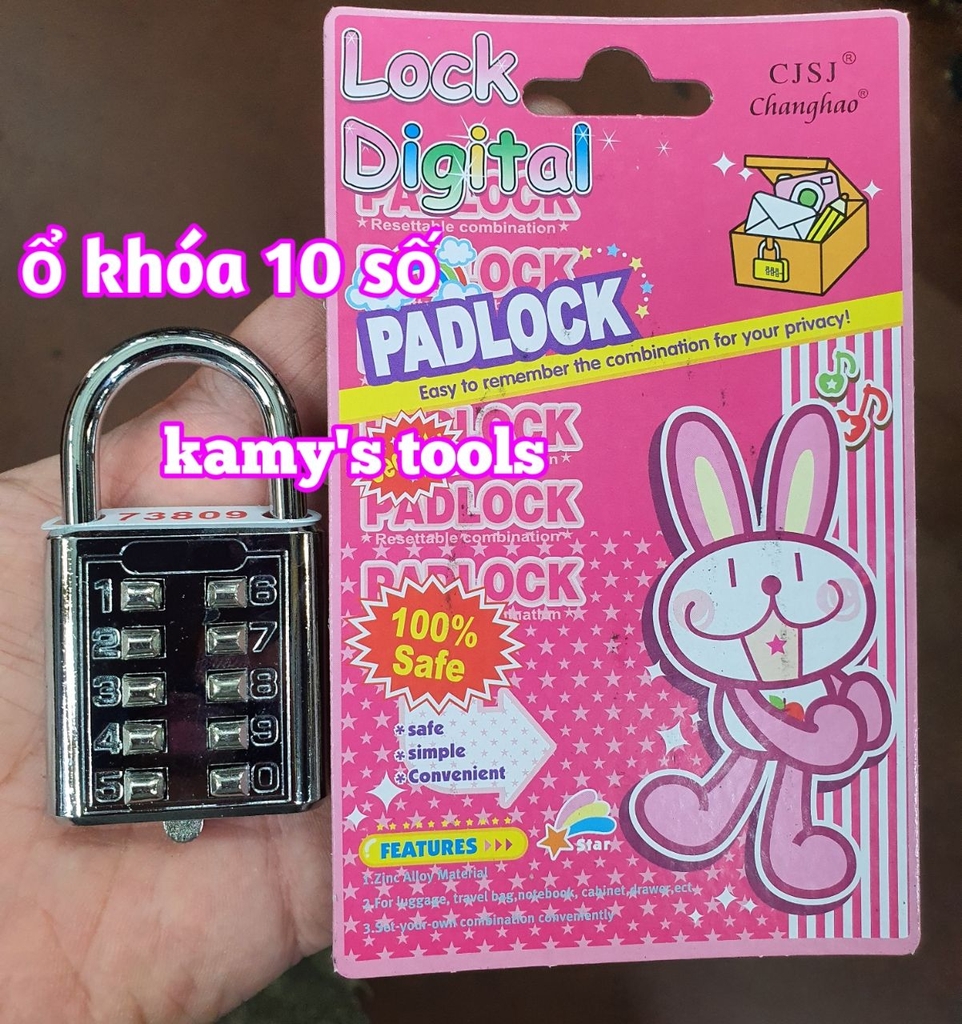 Lock
Digital
CJSJ®
Changhao®
PADLOCK
★Resettable combination★
LOCK
ổ khóa 10 số
PADLOCK
Easy to remember the combination for your privacy!
LOCK
kamy's tools
PADLOCK
*Resettable combination*
73809
PADLOCK
1 6
2 7
3 8
4 9
5 0
100%
Safe
*safe
*simple
*Convenient
FEATURES
Star
1.Zinc Alloy Material
2.For luggage, travel bag,notebook, cabinet,drawer,ect
3.Set-your-own combination conveniently